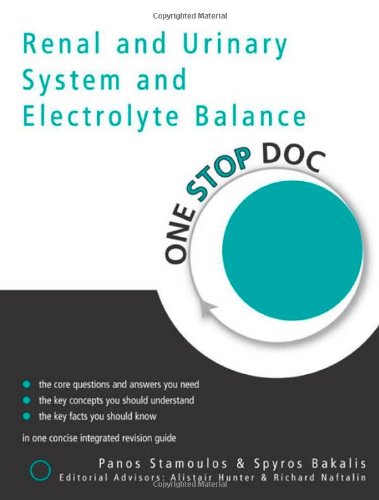 Copyrighted Material
Renal and Urinary
System and
Electrolyte Balance
ONE STOP DOC
the core questions and answers you need
the key concepts you should understand
the key facts you should know
in one concise integrated revision guide
Panos Stamoulos & Spyros Bakalis
Editorial Advisors: Alistair Hunter & Richard Naftalin
Copyrighted Material